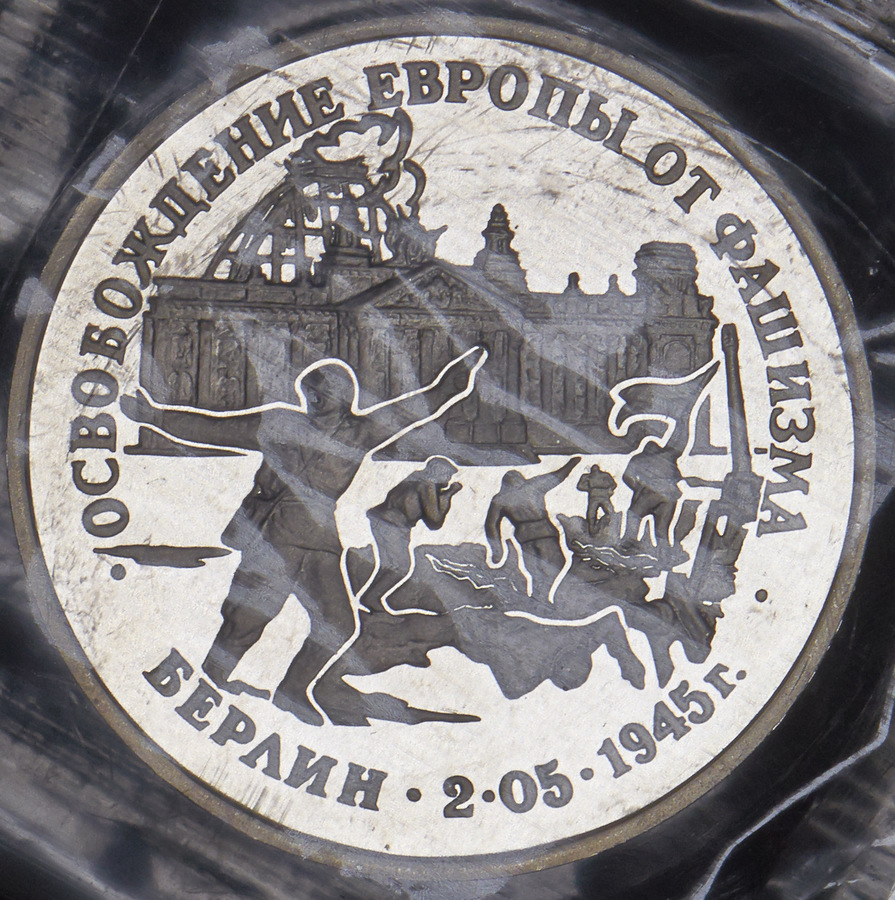 ОСВОБОЖДЕНИЕ ЕВРОПЫ ОТ ФАШИЗМА
БЕРЛИН · 2·05·1945г.